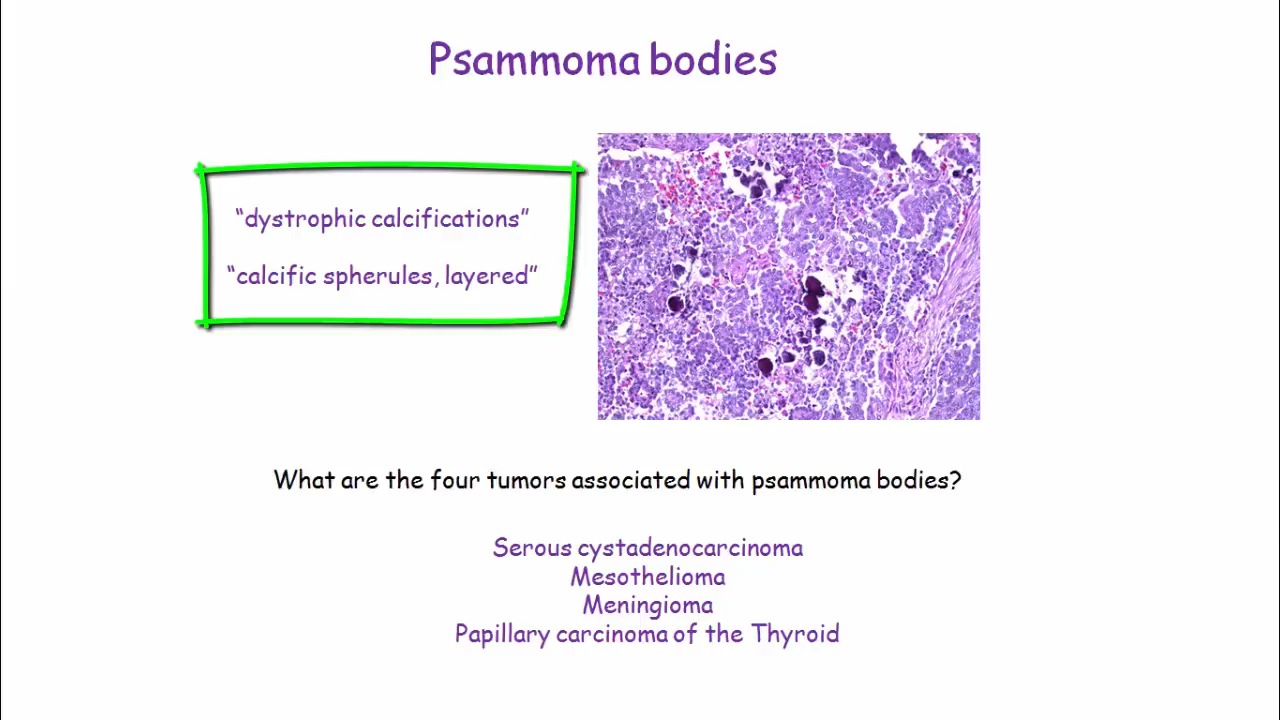 Psammoma bodies
“dystrophic calcifications”
“calcific spherules, layered”
What are the four tumors associated with psammoma bodies?
Serous cystadenocarcinoma
Mesothelioma
Meningioma
Papillary carcinoma of the Thyroid